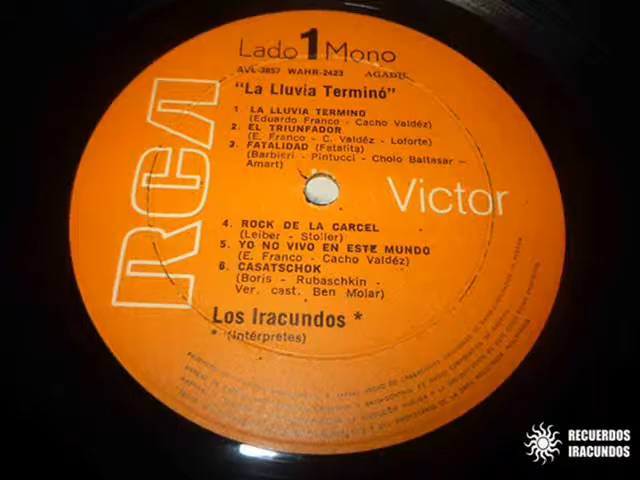 Lado 1 Mono
AVL-3857 WAHR-2423 AGADU
"La Lluvia Terminó"
1. LA LLUVIA TERMINO
(Eduardo Franco - Cacho Valdéz)
2. EL TRIUNFADOR
(E. Franco - C. Valdéz - Loforte)
3. FATALIDAD (Fatalita)
(Barbieri - Pintucci - Cholo Baltasar -
Amart)
RCA Victor
4. ROCK DE LA CARCEL
(Leiber - Stoller)
5. YO NO VIVO EN ESTE MUNDO
(E. Franco - Cacho Valdéz)
6. CASATSCHOK
(Boris - Rubaschkin -
Ver. cast. Ben Molar)
Los Iracundos *
* (Intérpretes)
RECUERDOS
IRACUNDOS